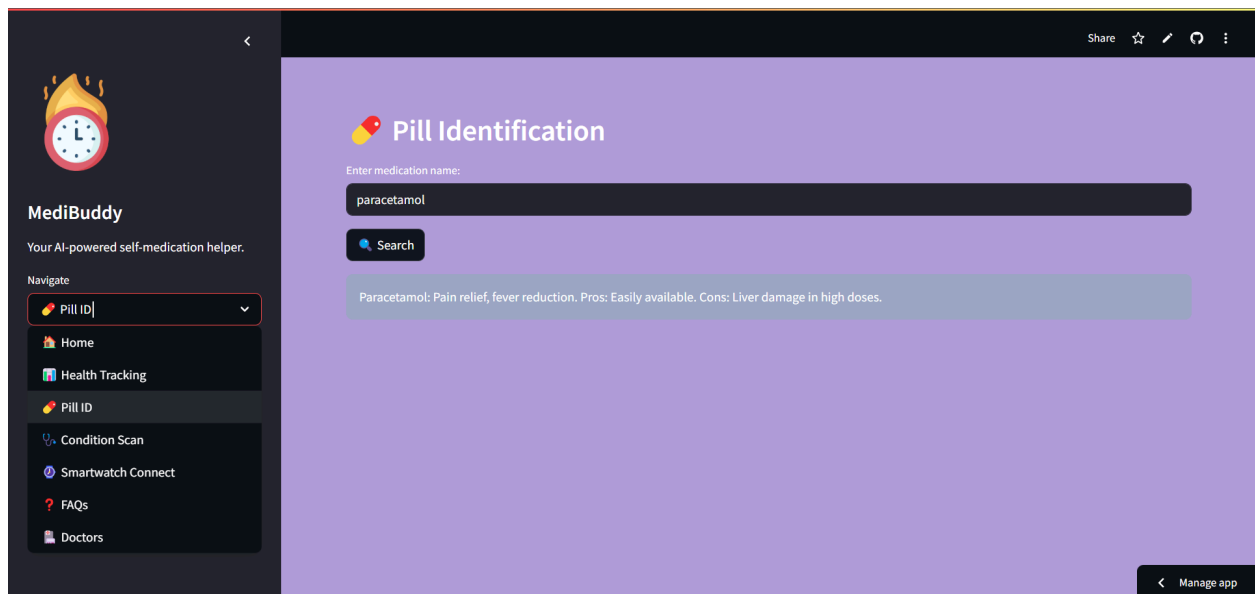 Share
MediBuddy
Your AI-powered self-medication helper.
Navigate
Pill ID
Home
Health Tracking
Pill ID
Condition Scan
Smartwatch Connect
FAQs
Doctors
Pill Identification
Enter medication name:
paracetamol
Search
Paracetamol: Pain relief, fever reduction. Pros: Easily available. Cons: Liver damage in high doses.
Manage app